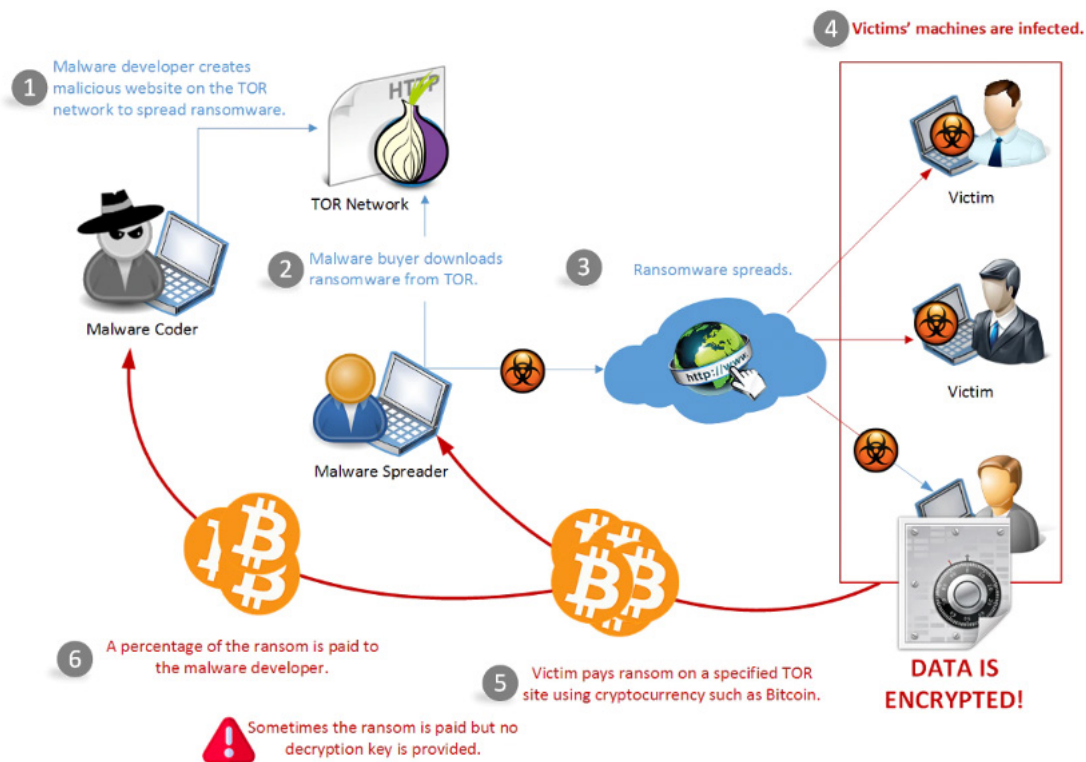 4 Victims' machines are infected.
1 Malware developer creates
malicious website on the TOR
network to spread ransomware.
HTTP
TOR Network
Victim
2 Malware buyer downloads
ransomware from TOR.
3 Ransomware spreads.
Malware Coder
http://www
Victim
Malware Spreader
6 A percentage of the ransom is paid to
the malware developer.
5 Victim pays ransom on a specified TOR
site using cryptocurrency such as Bitcoin.
DATA IS
ENCRYPTED!
Sometimes the ransom is paid but no
decryption key is provided.